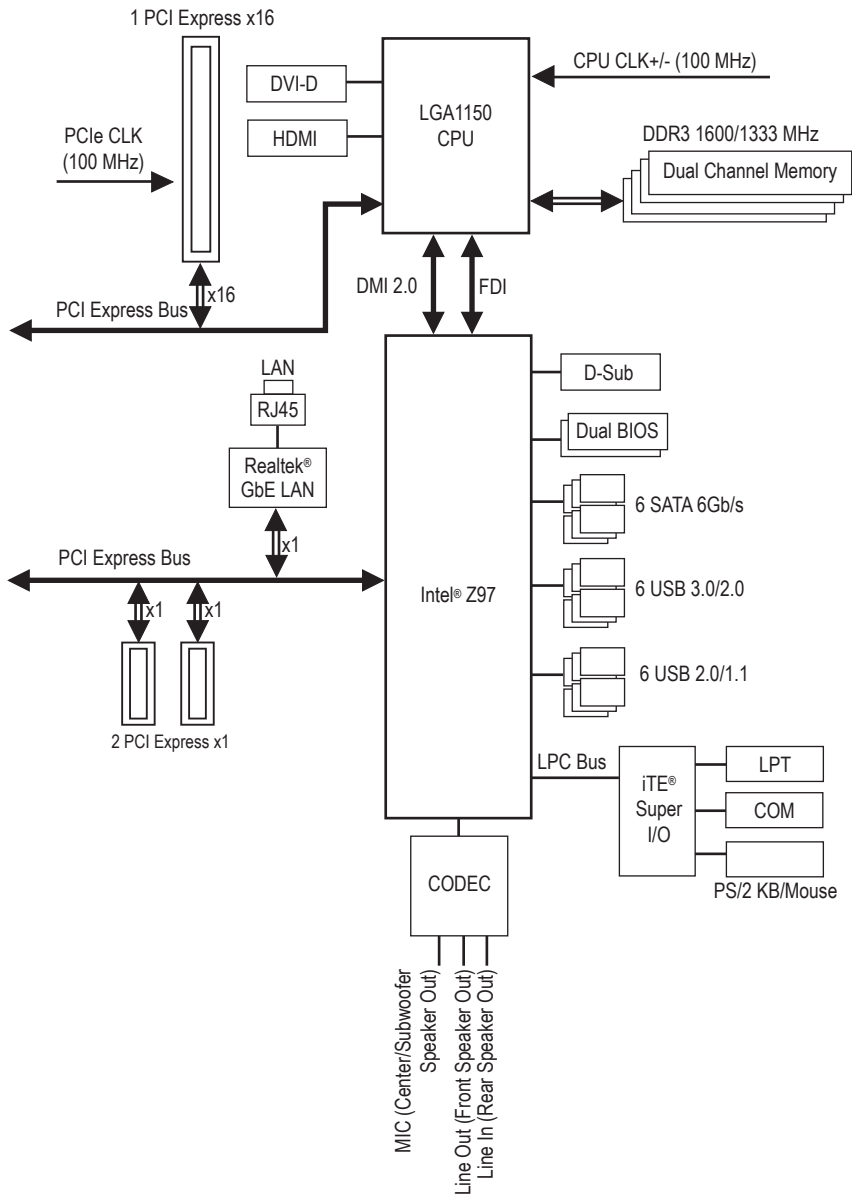 1 PCI Express x16
CPU CLK+/- (100 MHz)
DVI-D
LGA1150
CPU
HDMI
PCIe CLK
(100 MHz)
DDR3 1600/1333 MHz
Dual Channel Memory
x16
DMI 2.0
FDI
PCI Express Bus
LAN
RJ45
Realtek®
GbE LAN
D-Sub
Dual BIOS
6 SATA 6Gb/s
x1
PCI Express Bus
Intel® Z97
6 USB 3.0/2.0
x1
x1
6 USB 2.0/1.1
2 PCI Express x1
LPC Bus
iTE®
Super
I/O
LPT
COM
PS/2 KB/Mouse
CODEC
MIC (Center/Subwoofer
Speaker Out)
Line Out (Front Speaker Out)
Line In (Rear Speaker Out)